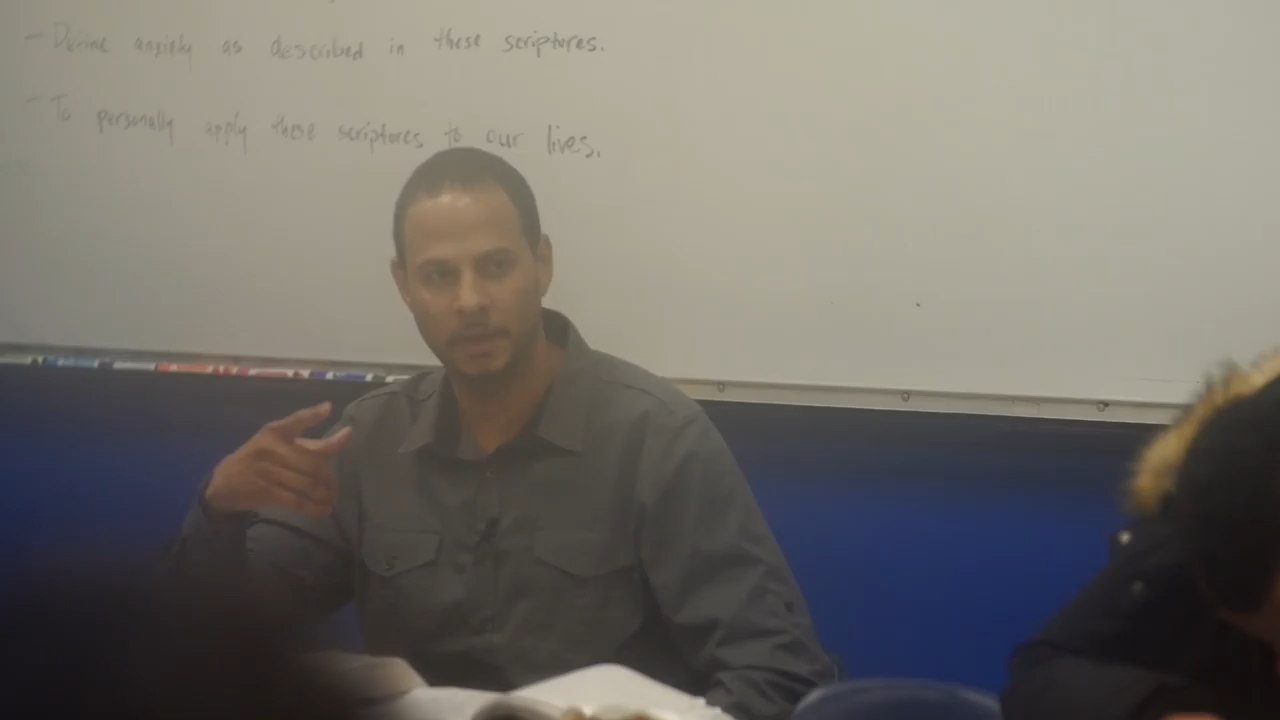 - Define anxiety as described in these scriptures.
- To personally apply these scriptures to our lives.